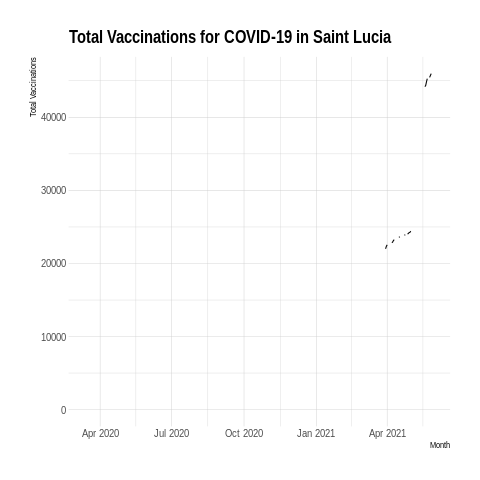 Total Vaccinations for COVID-19 in Saint Lucia
Total Vaccinations
40000
30000
20000
10000
0
Apr 2020 Jul 2020 Oct 2020 Jan 2021 Apr 2021
Month